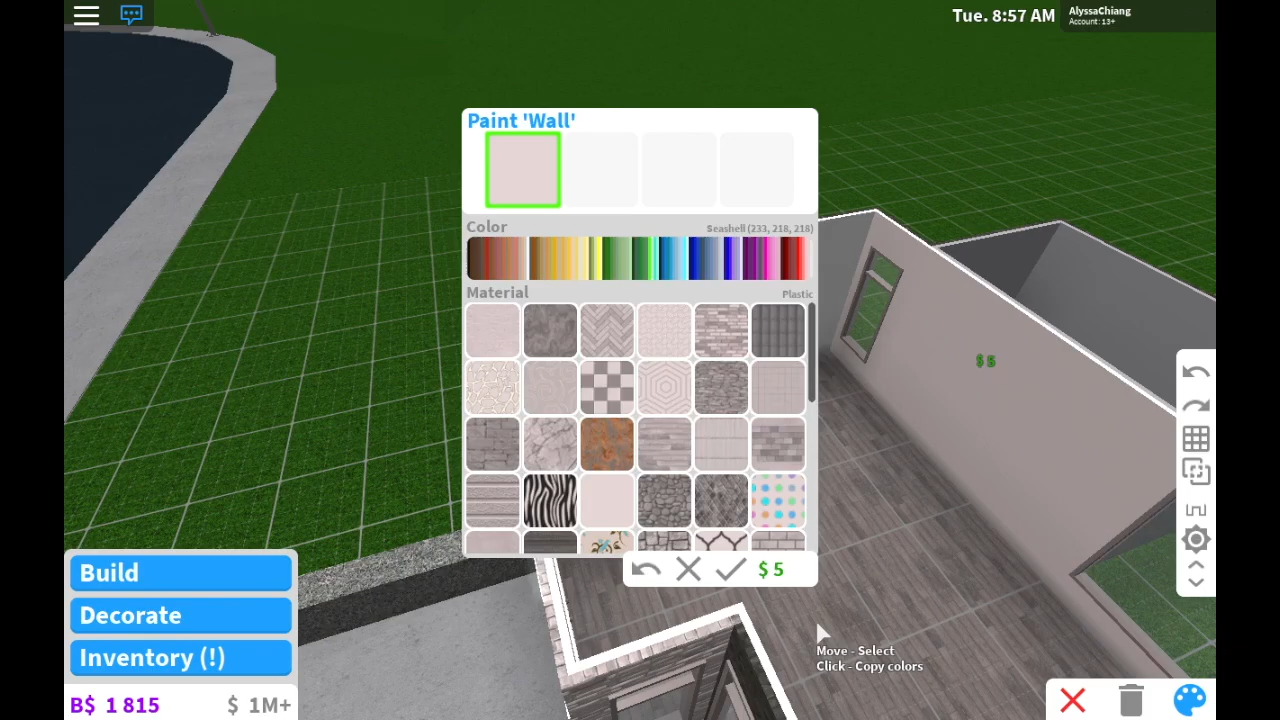 Tue. 8:57 AM
AlyssaChiang
Account: 13+
Paint 'Wall'
Color
Seashell (233, 218, 218)
Material
Plastic
$ 5
$ 5
Move - Select
Click - Copy colors
Build
Decorate
Inventory (!)
B$ 1 815
$ 1M+